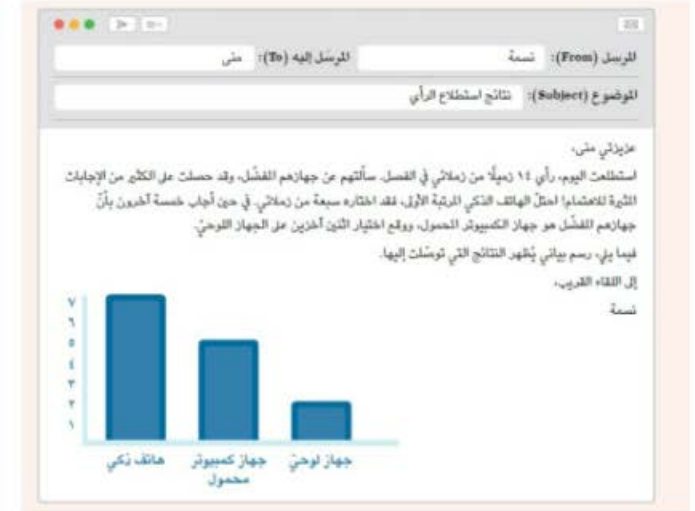 المرسل (From): نسمة المرسل إليه (To): منى
الموضوع (Subject): نتائج استطلاع الرأي
عزيزتي منى،
استطلعت اليوم، رأي ١٤ زميلًا من زملائي في الفصل. سألتهم عن جهازهم المفضّل، وقد حصلت على الكثير من الإجابات
المثيرة للاهتمام! احتلّ الهاتف الذكي المرتبة الأولى، فقد اختاره سبعة من زملائي. في حين أجاب خمسة آخرون بأنّ
جهازهم المفضّل هو جهاز الكمبيوتر المحمول، ووقع اختيار اثنين آخرين على الجهاز اللوحيّ.
فيما يلي، رسم بياني يُظهر النتائج التي توصّلت إليها.
إلى اللقاء القريب،
نسمة
٧
٦
٥
٤
٣
٢
١
هاتف ذكي
جهاز كمبيوتر
محمول
جهاز لوحيّ